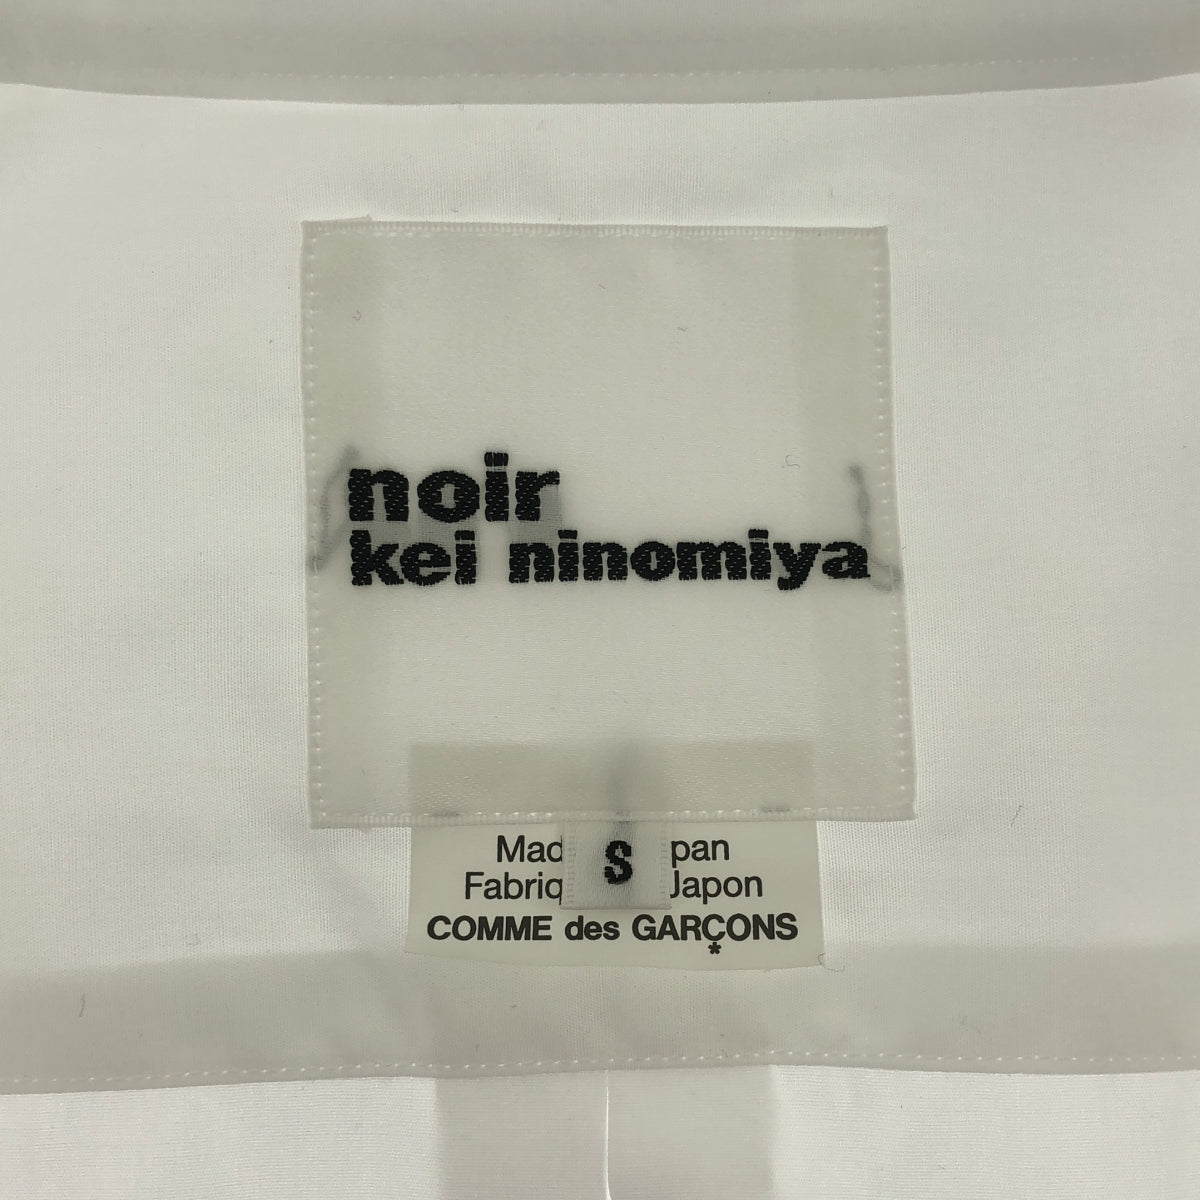 noir
kei ninomiya
S
Mad pan
Fabriq Japon
COMME des GARÇONS
*